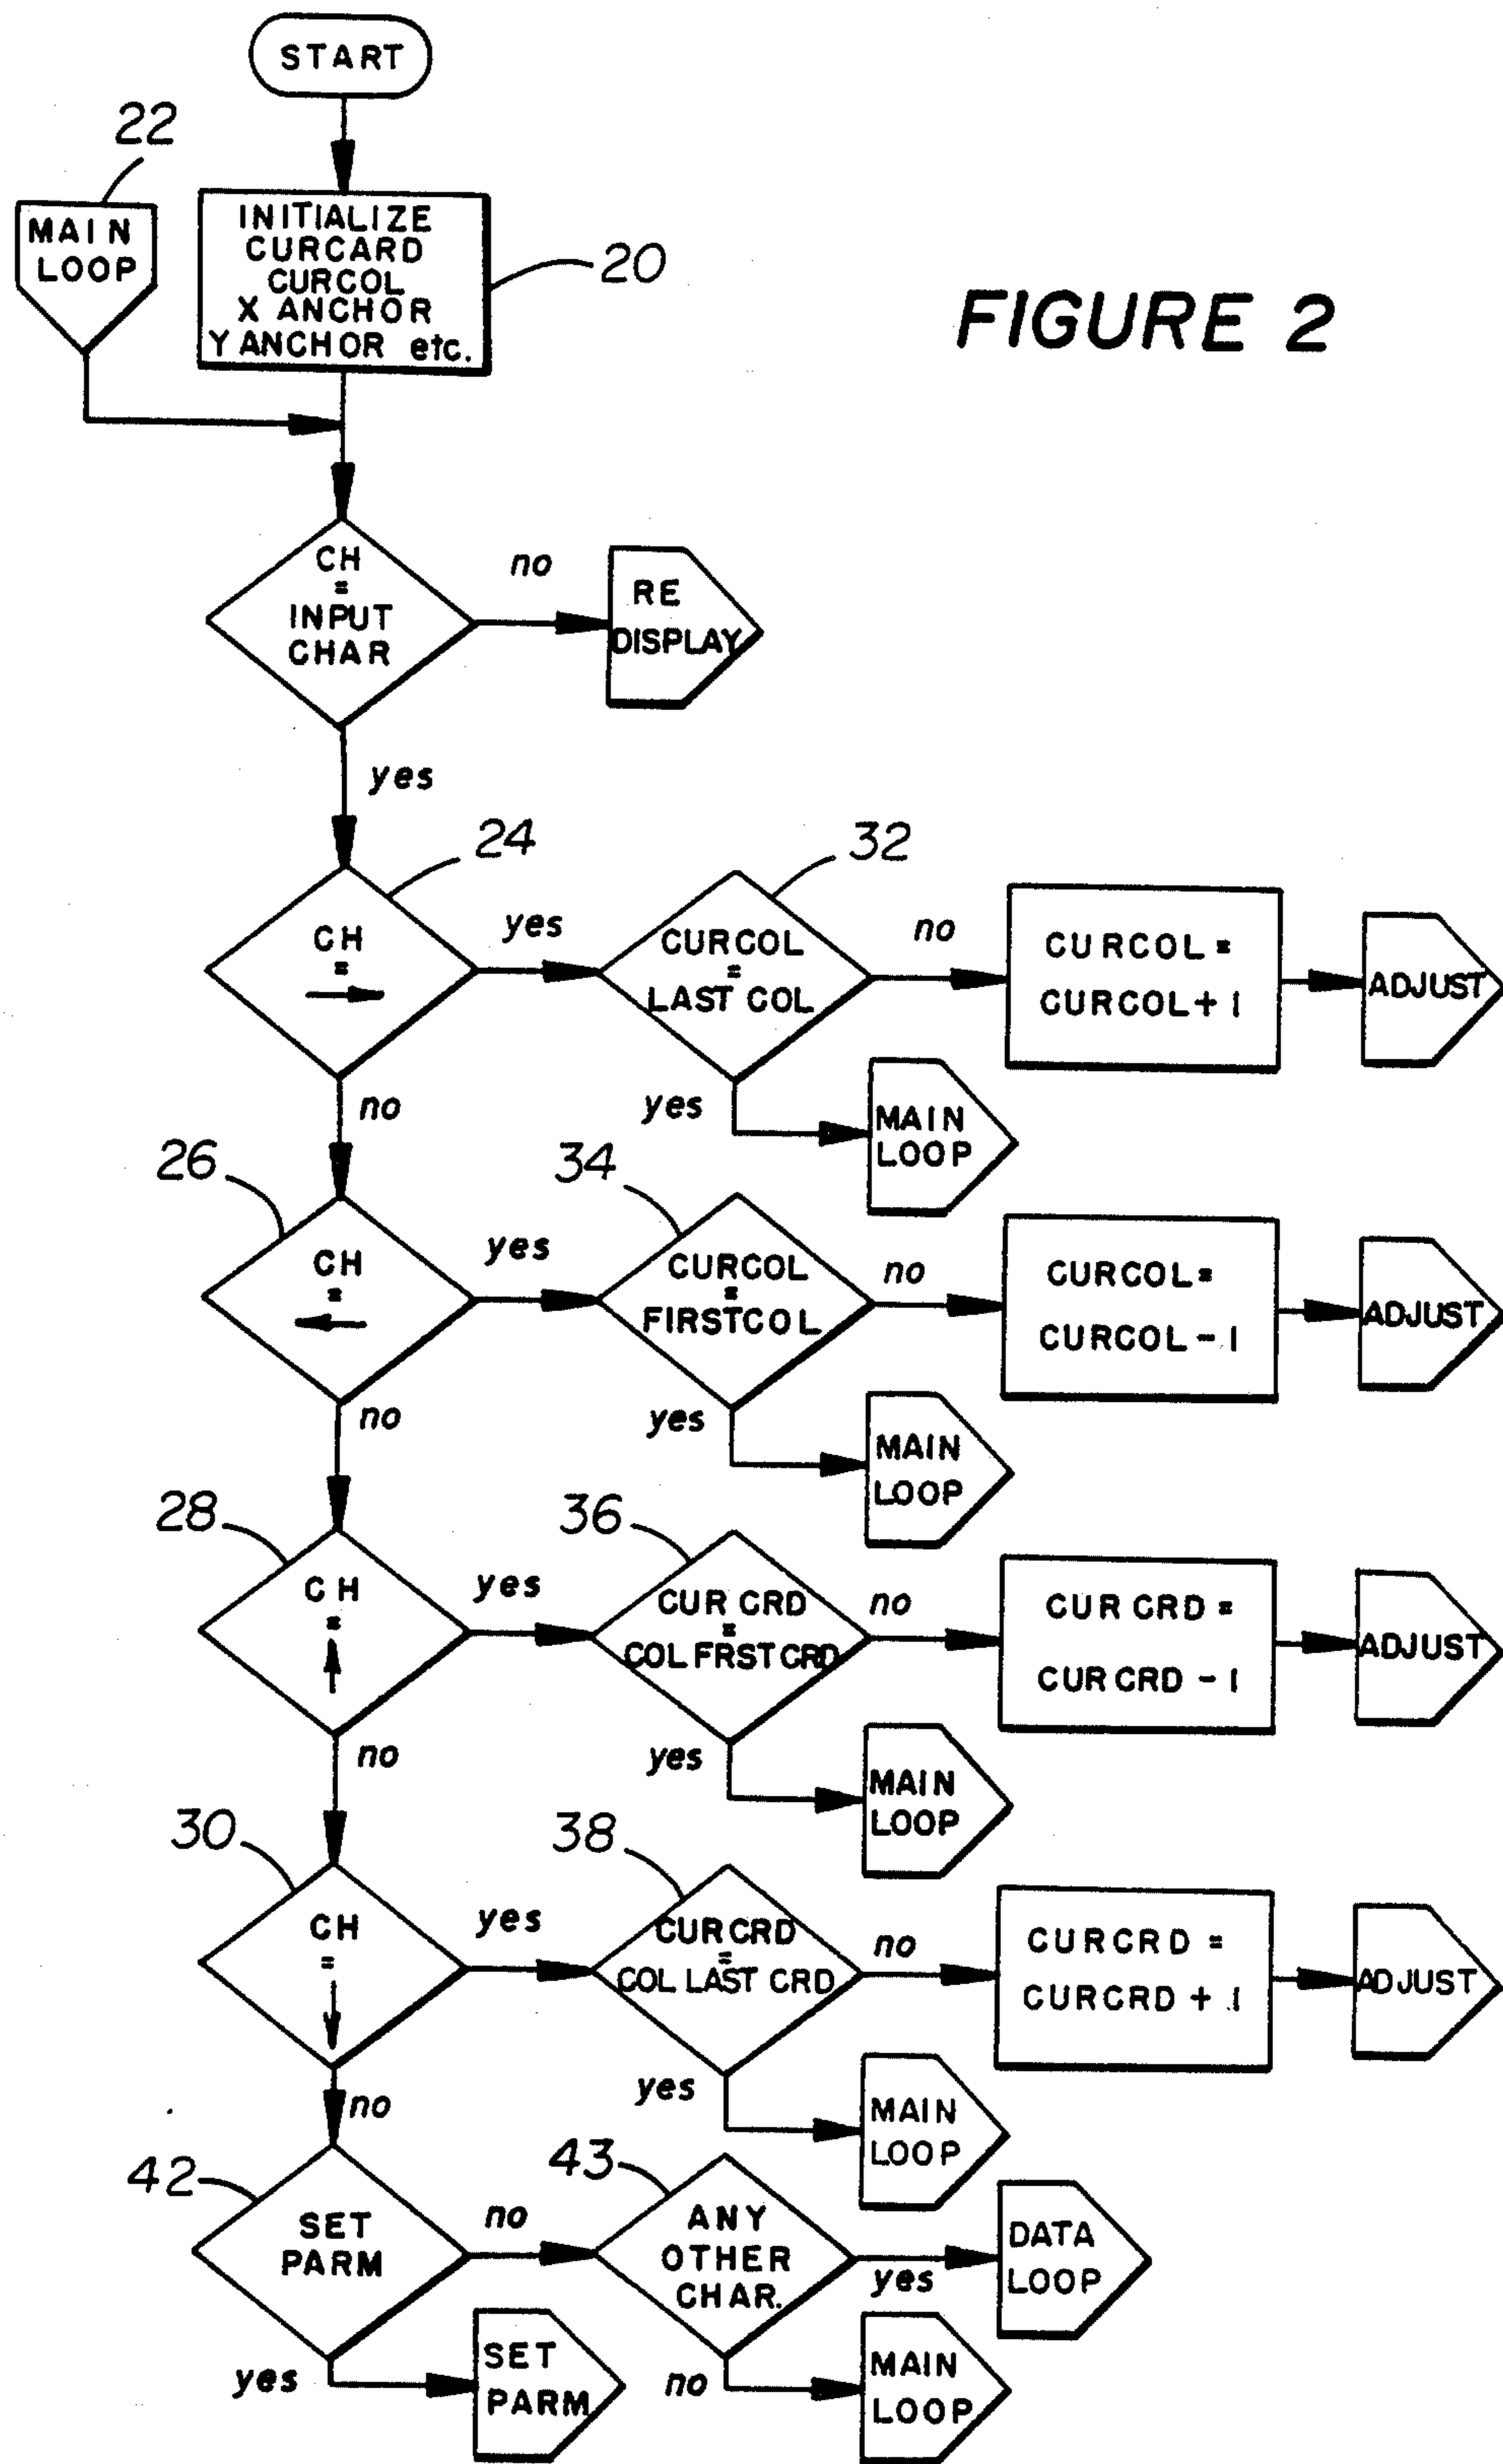 START
22
MAIN
LOOP
INITIALIZE
CURCARD
CURCOL
X ANCHOR
Y ANCHOR etc.
20
FIGURE 2
CH
=
INPUT
CHAR
no
RE
DISPLAY
yes
24
CH
=
→
yes
32
CURCOL
=
LAST COL
no
CURCOL =
CURCOL + 1
ADJUST
yes
MAIN
LOOP
no
26
CH
=
←
yes
34
CURCOL
=
FIRSTCOL
no
CURCOL =
CURCOL - 1
ADJUST
yes
MAIN
LOOP
no
28
CH
=
↑
yes
36
CUR CRD
=
COL FRST CRD
no
CUR CRD =
CUR CRD - 1
ADJUST
yes
MAIN
LOOP
no
30
CH
=
↓
yes
38
CUR CRD
=
COL LAST CRD
no
CURCRD =
CURCRD + 1
ADJUST
yes
MAIN
LOOP
no
42
SET
PARM
no
43
ANY
OTHER
CHAR.
yes
DATA
LOOP
yes
SET
PARM
no
MAIN
LOOP